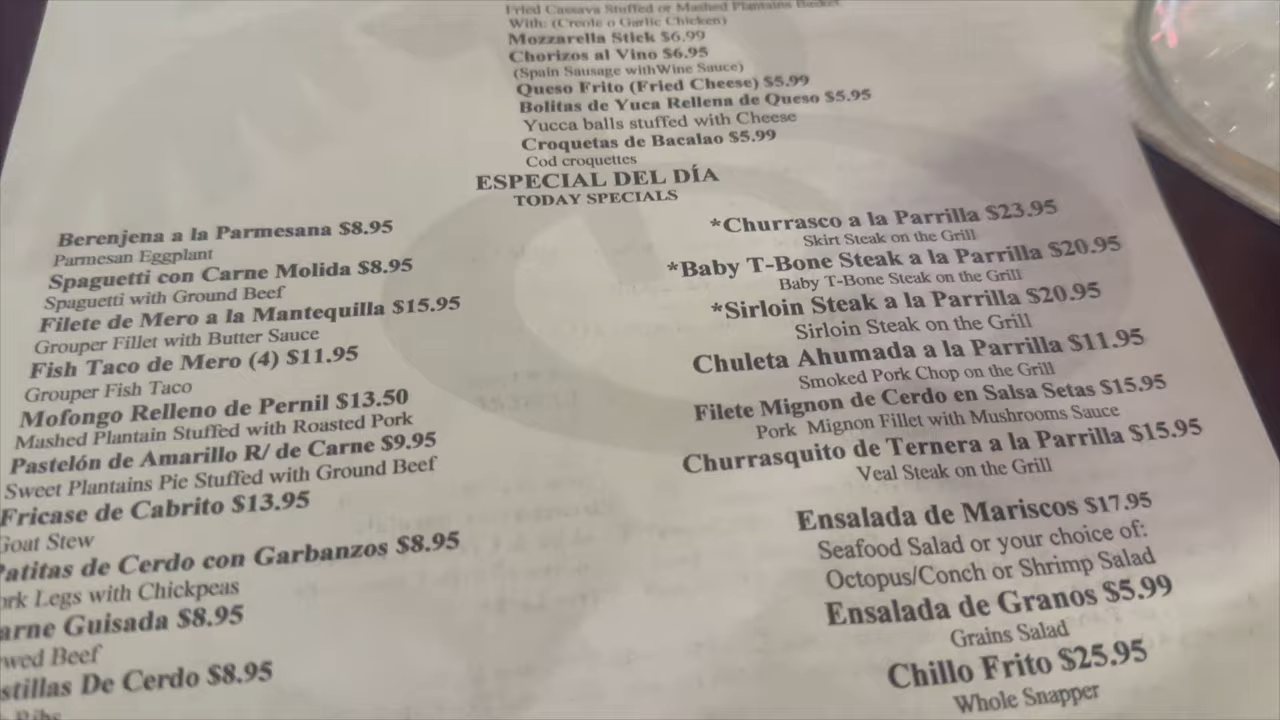 Fried Cassava Stuffed or Mashed Plantains Basket
With: (Creole o Garlic Chicken)
Mozzarella Stick $6.99
Chorizos al Vino $6.95
(Spain Sausage withWine Sauce)
Queso Frito (Fried Cheese) $5.99
Bolitas de Yuca Rellena de Queso $5.95
Yucca balls stuffed with Cheese
Croquetas de Bacalao $5.99
Cod croquettes
ESPECIAL DEL DÍA
TODAY SPECIALS
Berenjena a la Parmesana $8.95
Parmesan Eggplant
Spaguetti con Carne Molida $8.95
Spaguetti with Ground Beef
Filete de Mero a la Mantequilla $15.95
Grouper Fillet with Butter Sauce
Fish Taco de Mero (4) $11.95
Grouper Fish Taco
Mofongo Relleno de Pernil $13.50
Mashed Plantain Stuffed with Roasted Pork
Pastelón de Amarillo R/ de Carne $9.95
Sweet Plantains Pie Stuffed with Ground Beef
Fricase de Cabrito $13.95
Goat Stew
Patitas de Cerdo con Garbanzos $8.95
ork Legs with Chickpeas
arne Guisada $8.95
wed Beef
stillas De Cerdo $8.95
Ribs
*Churrasco a la Parrilla $23.95
Skirt Steak on the Grill
*Baby T-Bone Steak a la Parrilla $20.95
Baby T-Bone Steak on the Grill
*Sirloin Steak a la Parrilla $20.95
Sirloin Steak on the Grill
Chuleta Ahumada a la Parrilla $11.95
Smoked Pork Chop on the Grill
Filete Mignon de Cerdo en Salsa Setas $15.95
Pork Mignon Fillet with Mushrooms Sauce
Churrasquito de Ternera a la Parrilla $15.95
Veal Steak on the Grill
Ensalada de Mariscos $17.95
Seafood Salad or your choice of:
Octopus/Conch or Shrimp Salad
Ensalada de Granos $5.99
Grains Salad
Chillo Frito $25.95
Whole Snapper